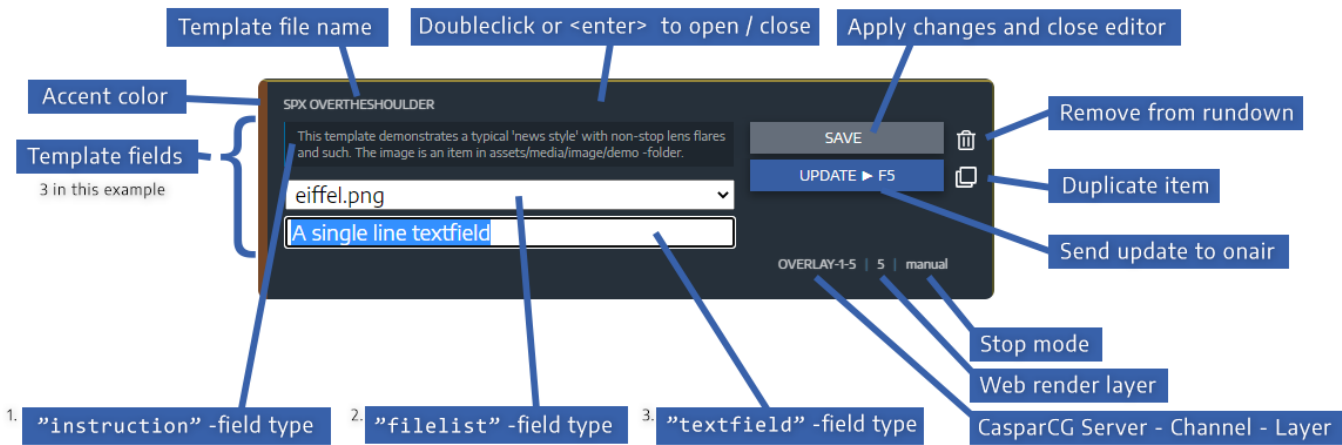 Template file name
Doubleclick or <enter> to open / close
Apply changes and close editor
Accent color
SPX OVERTHESHOULDER
Remove from rundown
This template demonstrates a typical 'news style' with non-stop lens flares
and such. The image is an item in assets/media/image/demo -folder.
SAVE
Template fields
3 in this example
UPDATE ► F5
Duplicate item
eiffel.png
A single line textfield
Send update to onair
OVERLAY-1-5 | 5 | manual
Stop mode
Web render layer
1. ”instruction” -field type
2. ”filelist” -field type
3. ”textfield” -field type
CasparCG Server - Channel - Layer